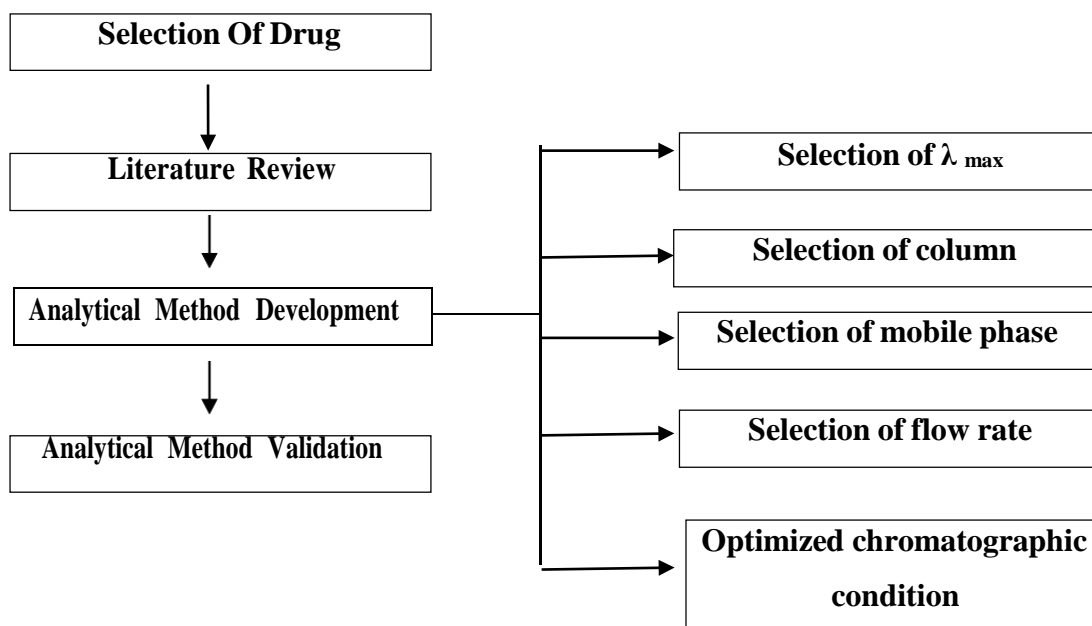 Selection Of Drug
Literature Review
Analytical Method Development
Analytical Method Validation
Selection of λ max
Selection of column
Selection of mobile phase
Selection of flow rate
Optimized chromatographic
condition